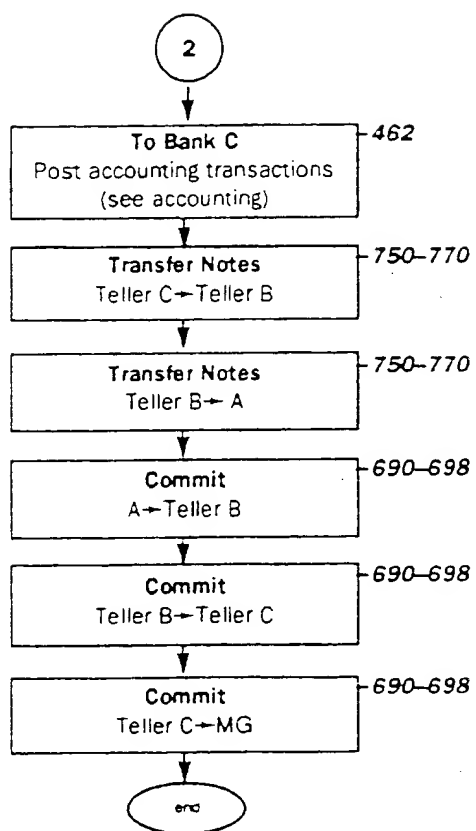 2
To Bank C
462
Post accounting transactions
(see accounting)
Transfer Notes
750–770
Teller C→Teller B
Transfer Notes
750–770
Teller B→ A
Commit
690–698
A→Teller B
Commit
690–698
Teller B→Teller C
Commit
690–698
Teller C→MG
end